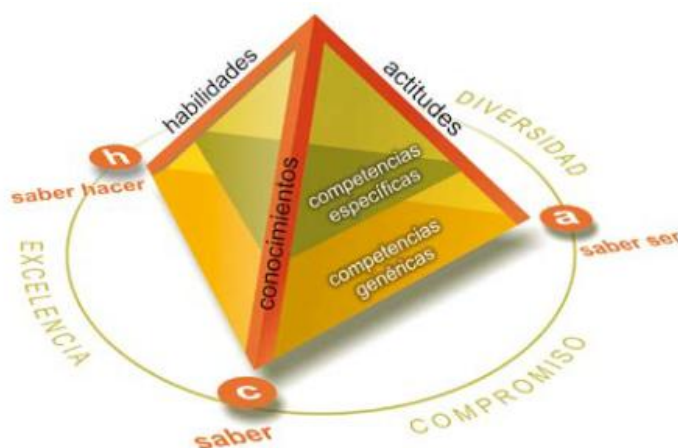 habilidades
actitudes
DIVERSIDAD
h
saber hacer
conocimientos
competencias
específicas
a
saber ser
competencias
genéricas
EXCELENCIA
COMPROMISO
c
saber